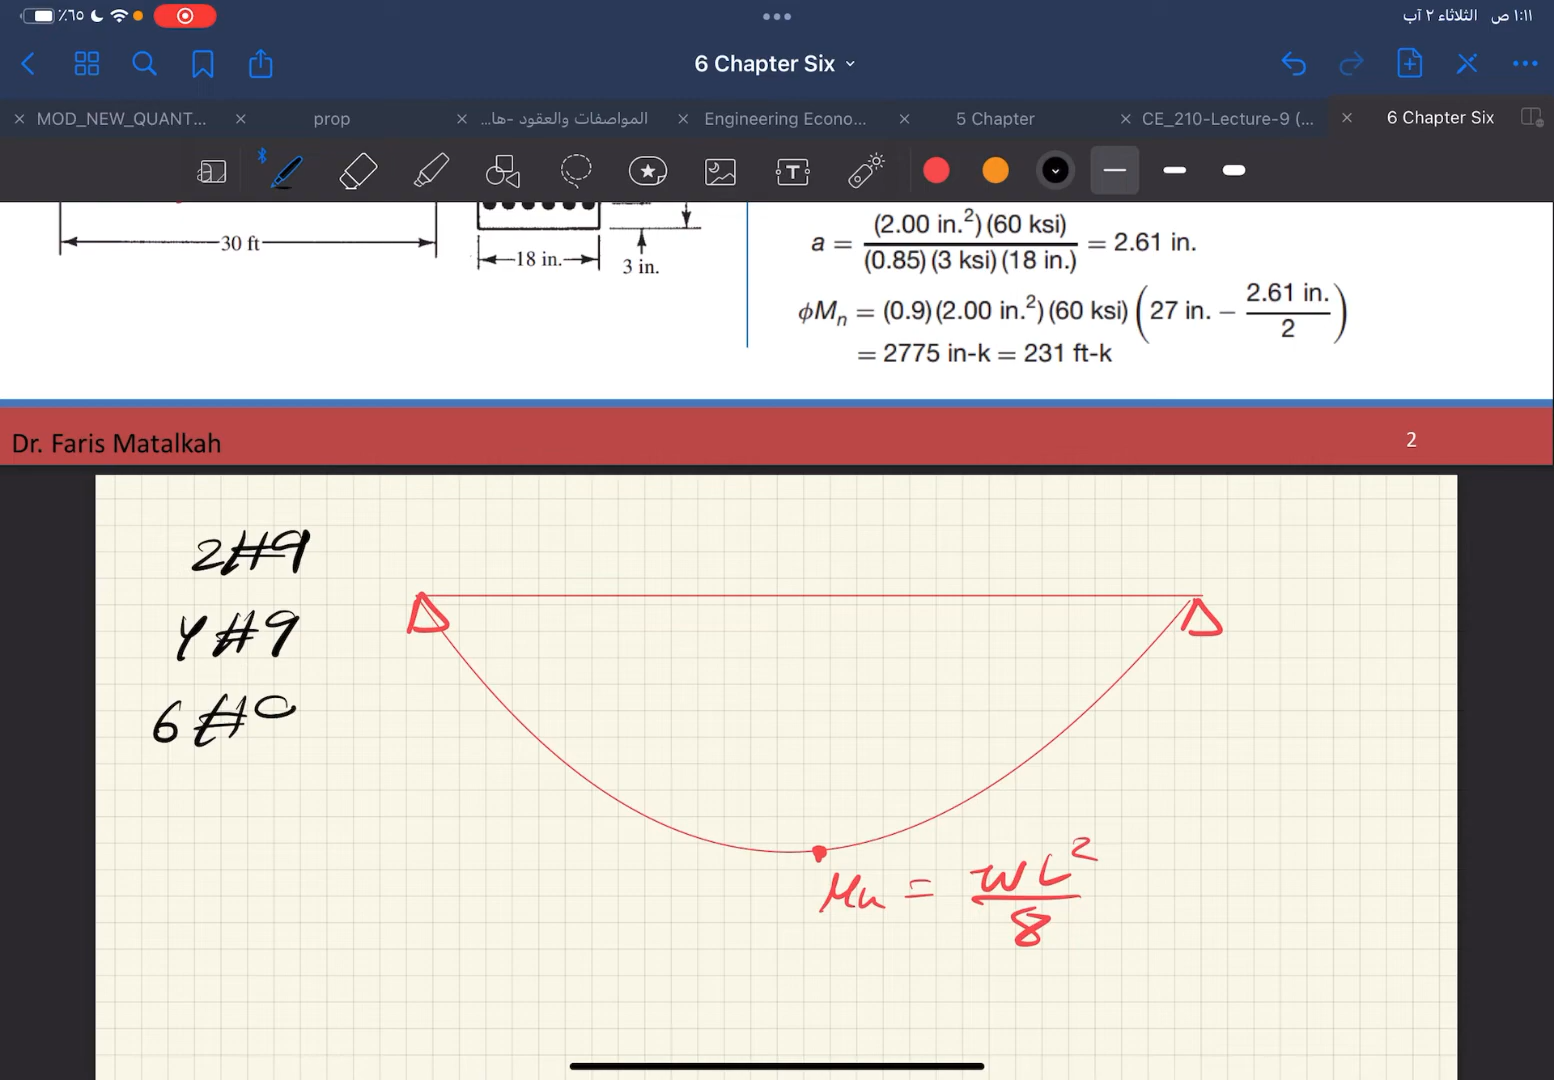 ٪٦٥
١:١١ ص الثلاثاء ٢ آب
6 Chapter Six
MOD_NEW_QUANT...
prop
المواصفات والعقود -ها...
Engineering Econo...
5 Chapter
CE_210-Lecture-9 (...
6 Chapter Six
30 ft
18 in.
3 in.
a = (2.00 in.²)(60 ksi) / (0.85)(3 ksi)(18 in.) = 2.61 in.
ϕMn = (0.9)(2.00 in.²)(60 ksi)(27 in. − 2.61 in. / 2)
= 2775 in-k = 231 ft-k
Dr. Faris Matalkah
2
2#9
4#9
6#
Mu = wL² / 8